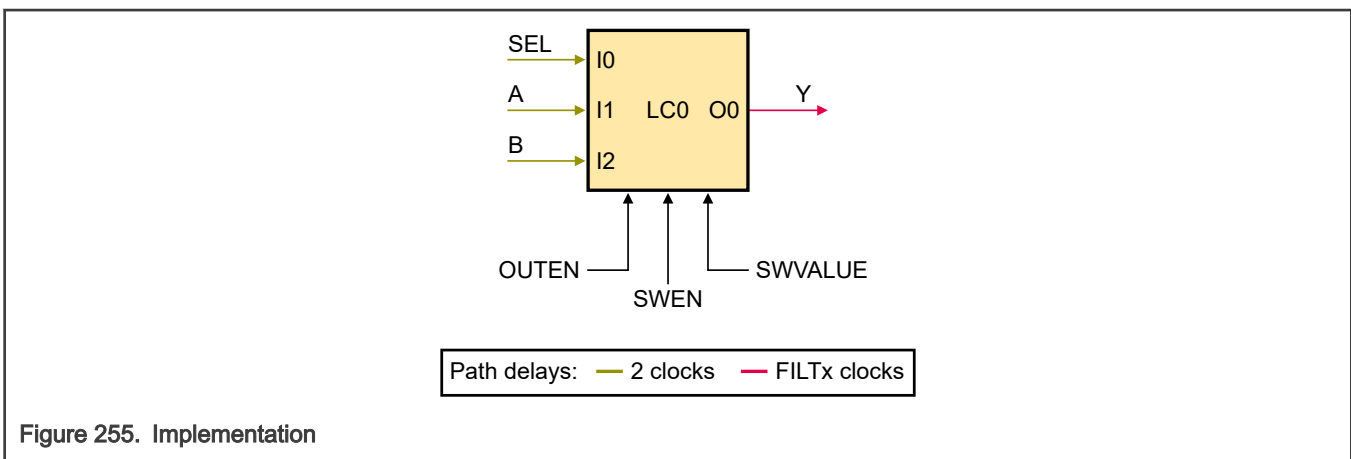 SEL
I0
A
Y
I1 LC0 O0
B
I2
OUTEN
SWVALUE
SWEN
Path delays: 2 clocks FILTx clocks
Figure 255. Implementation